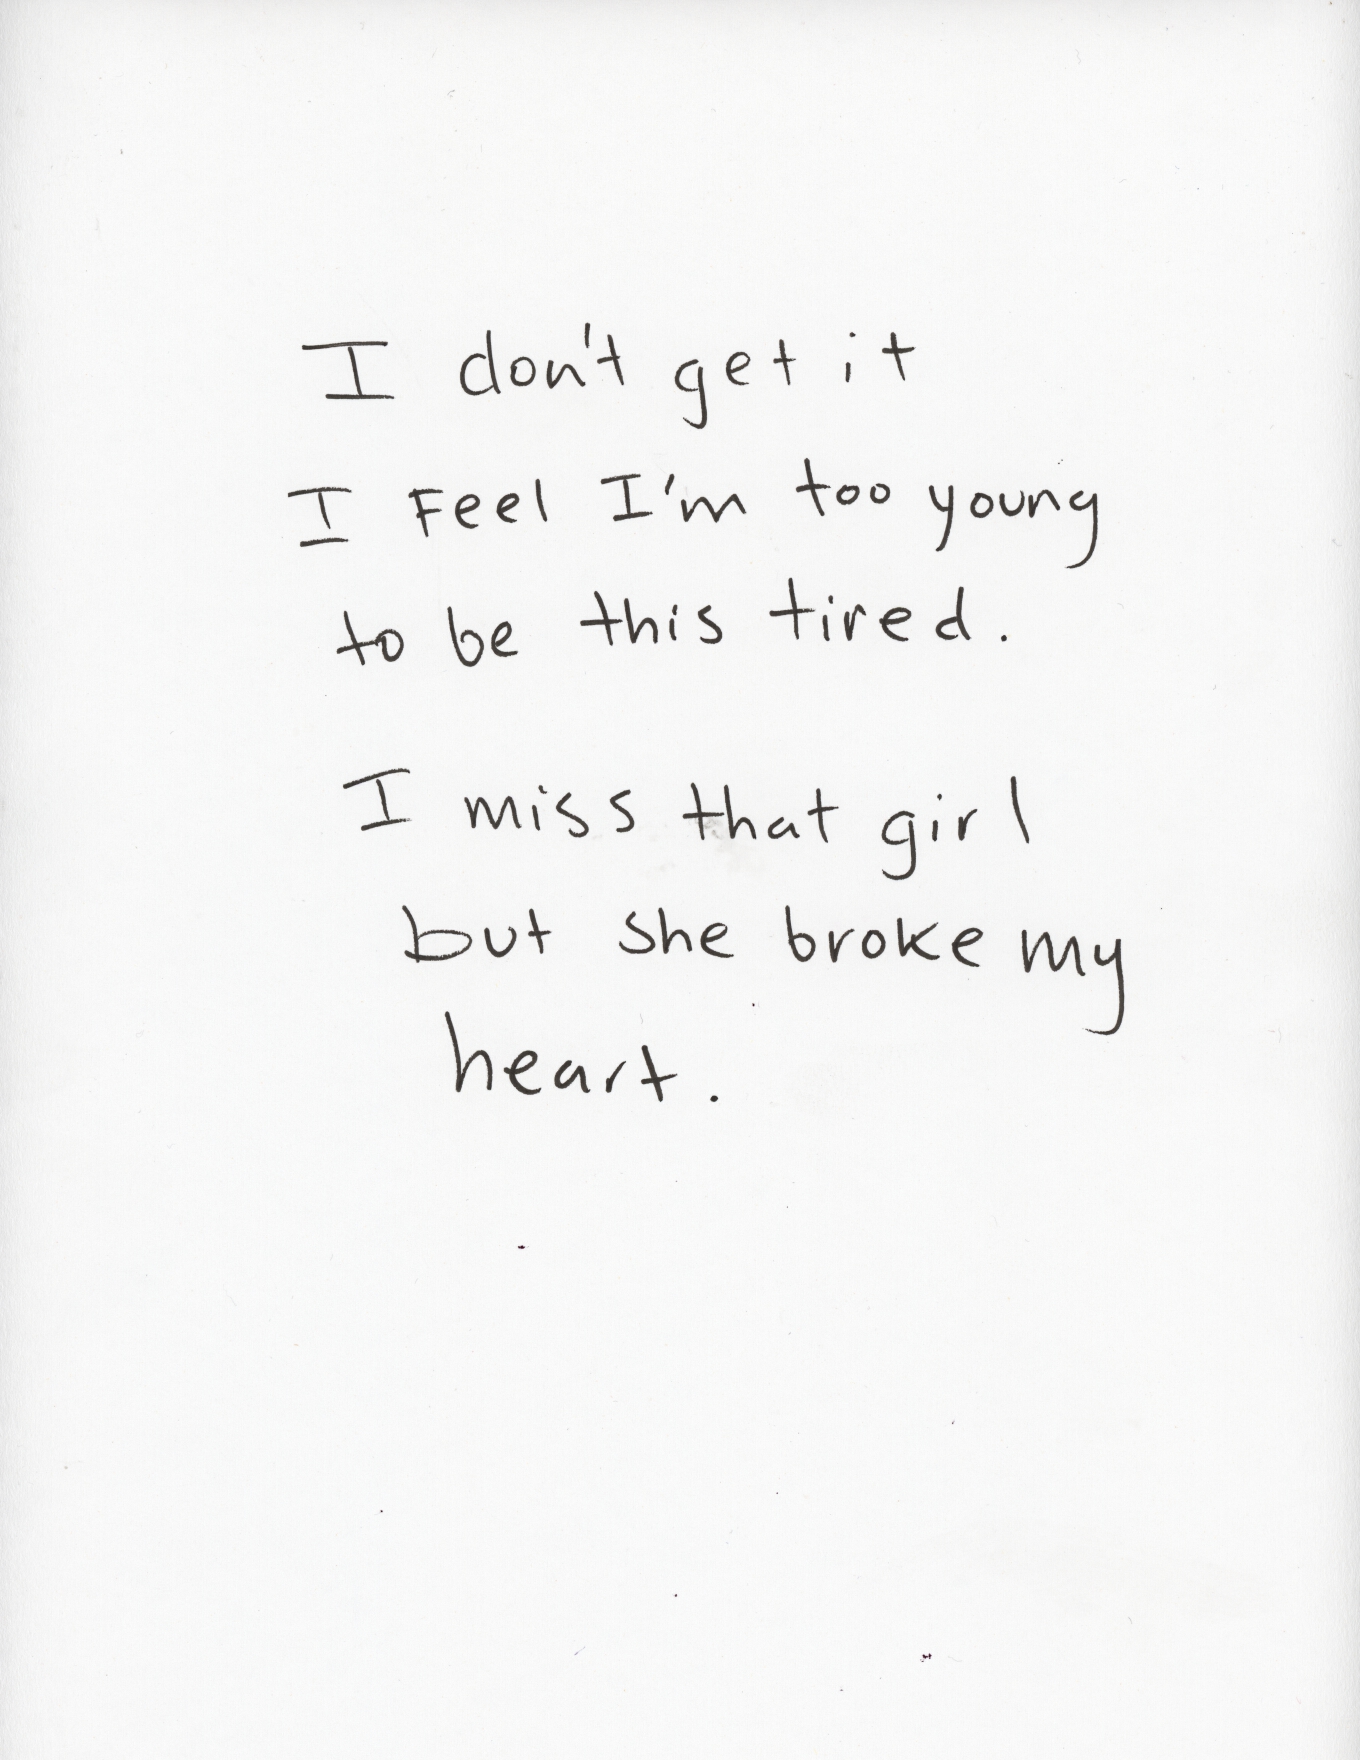 I don't get it
I Feel I'm too young
to be this tired.
I miss that girl
but she broke my
heart.